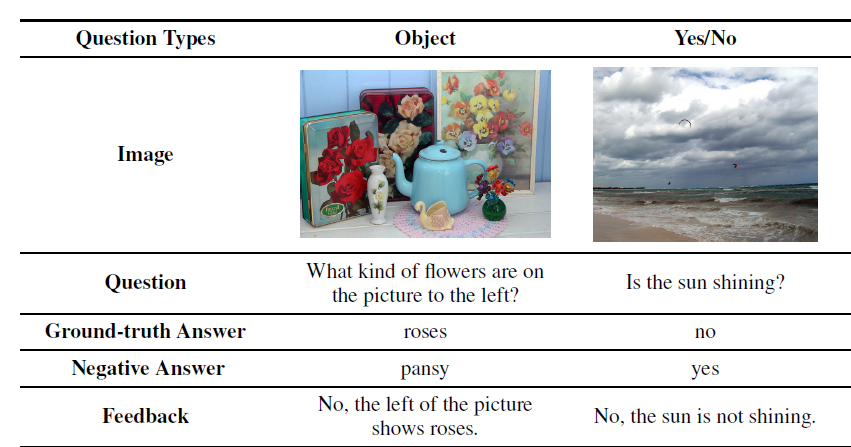 Question Types Object Yes/No
Image
Question
What kind of flowers are on
the picture to the left?
Is the sun shining?
Ground-truth Answer roses no
Negative Answer pansy yes
Feedback
No, the left of the picture
shows roses.
No, the sun is not shining.